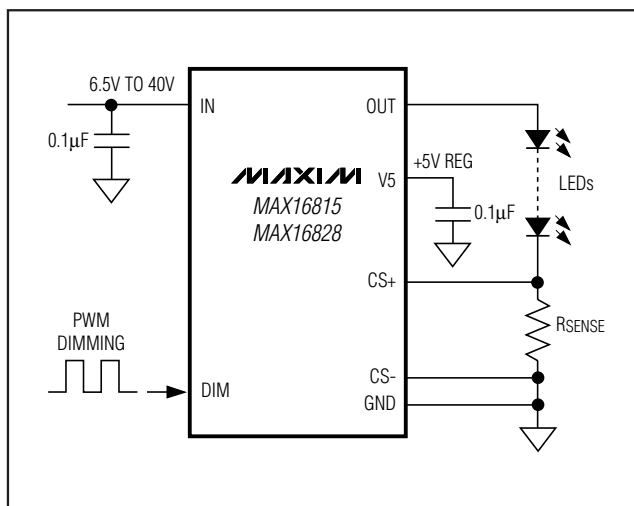 6.5V TO 40V
IN
OUT
0.1μF
+5V REG
V5
LEDs
MAXIM
MAX16815
MAX16828
0.1μF
CS+
RSENSE
PWM
DIMMING
CS-
DIM
GND